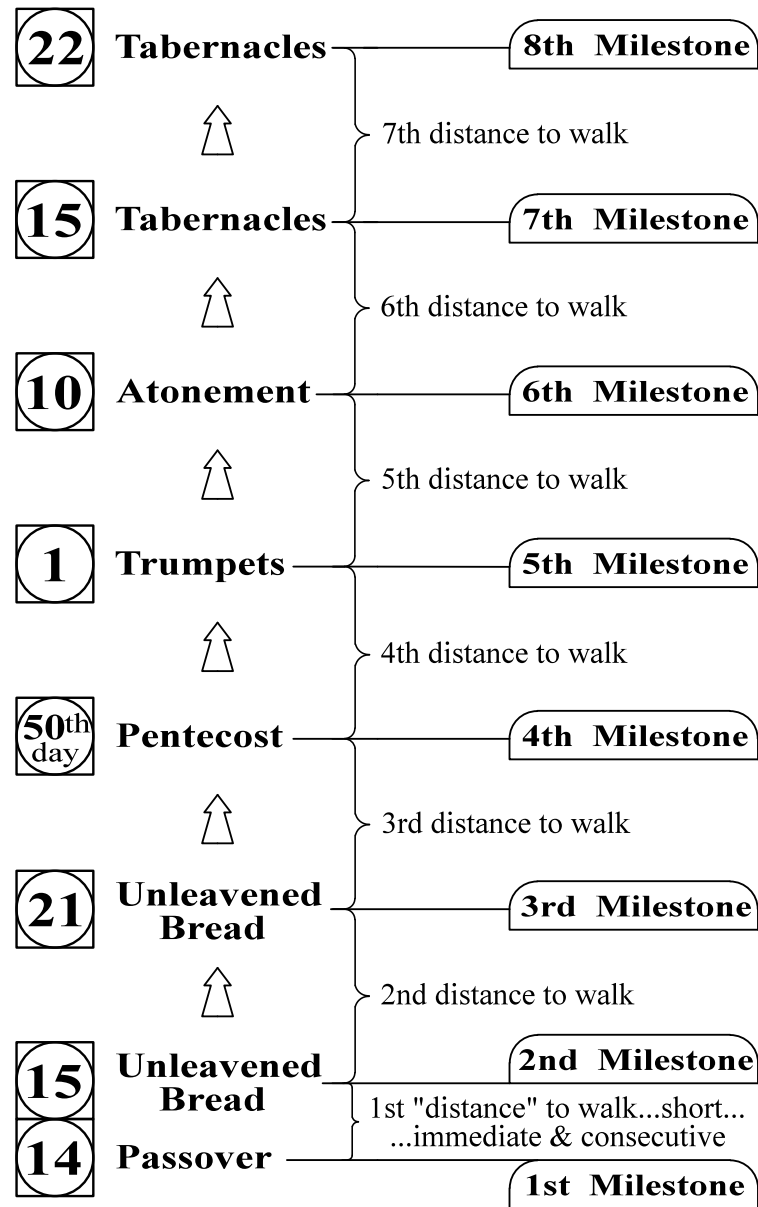 22 Tabernacles 8th Milestone
7th distance to walk
15 Tabernacles 7th Milestone
6th distance to walk
10 Atonement 6th Milestone
5th distance to walk
1 Trumpets 5th Milestone
4th distance to walk
50th
day
Pentecost 4th Milestone
3rd distance to walk
21
Unleavened
Bread
3rd Milestone
2nd distance to walk
15
Unleavened
Bread
2nd Milestone
1st "distance" to walk...short...
...immediate & consecutive
14 Passover
1st Milestone